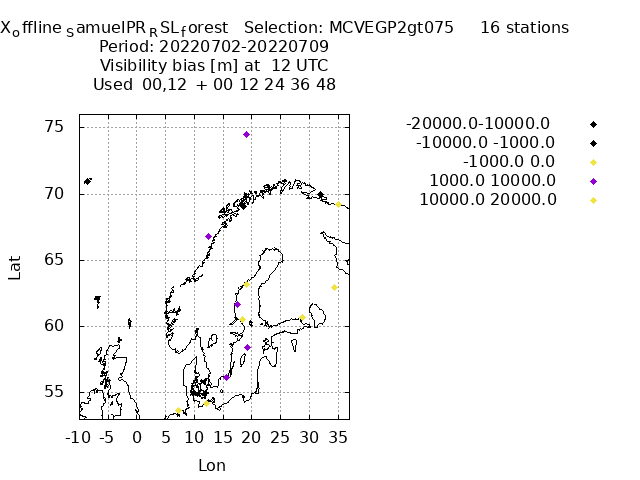 Xoffline SamuelPRRSLforest Selection: MCVEGP2gt075 16 stations
Period: 20220702-20220709
Visibility bias [m] at 12 UTC
Used 00,12 + 00 12 24 36 48
-20000.0-10000.0
-10000.0 -1000.0
-1000.0 0.0
1000.0 10000.0
10000.0 20000.0
75
70
65
60
55
Lat
-10 -5 0 5 10 15 20 25 30 35
Lon